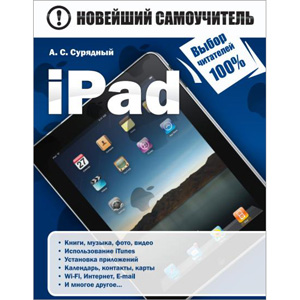 НОВЕЙШИЙ САМОУЧИТЕЛЬ
А. С. Сурядный
Выбор
читателей
100%
iPad
27
• Книги, музыка, фото, видео
• Использование iTunes
• Установка приложений
• Календарь, контакты, карты
• Wi-Fi, Интернет, E-mail
• И многое другое...